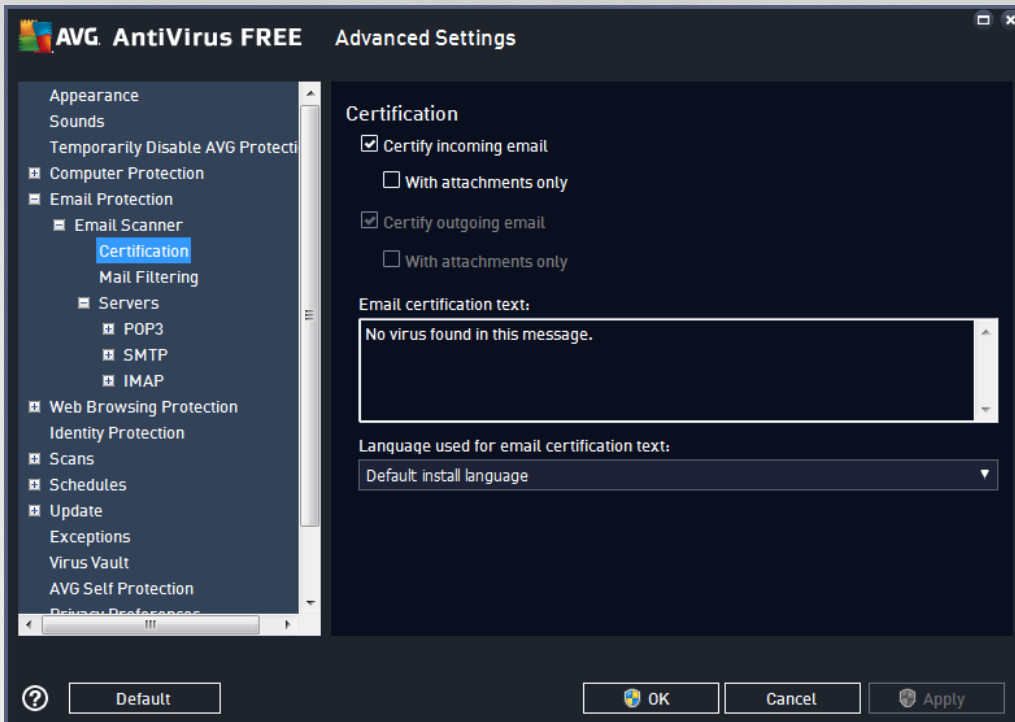 AVG. AntiVirus FREE Advanced Settings
Appearance
Sounds
Temporarily Disable AVG Protecti
Computer Protection
Email Protection
Email Scanner
Certification
Mail Filtering
Servers
POP3
SMTP
IMAP
Web Browsing Protection
Identity Protection
Scans
Schedules
Update
Exceptions
Virus Vault
AVG Self Protection
Privacy Preferences
Certification
Certify incoming email
With attachments only
Certify outgoing email
With attachments only
Email certification text:
No virus found in this message.
Language used for email certification text:
Default install language
? Default OK Cancel Apply